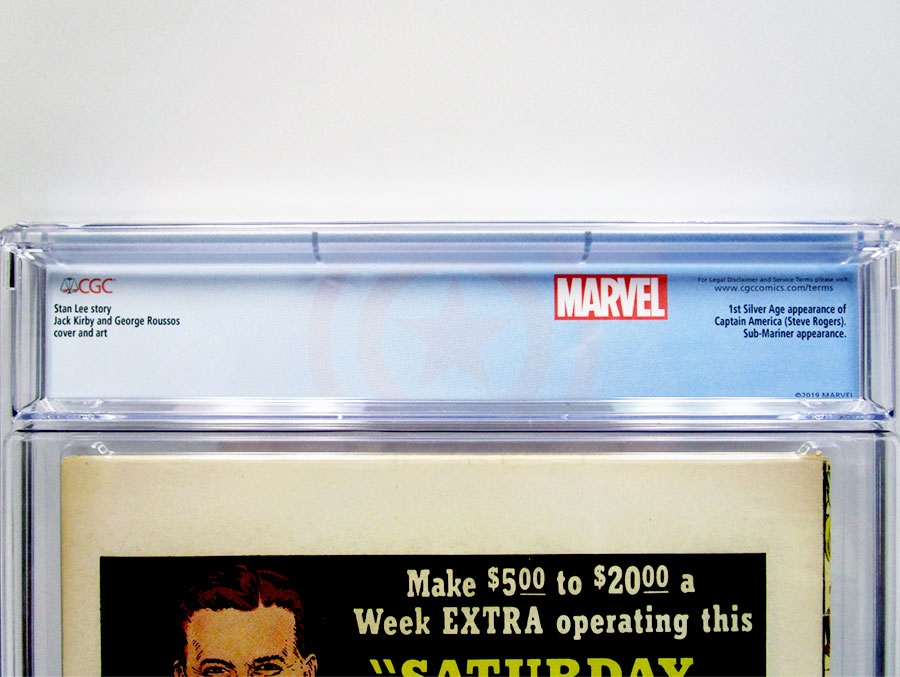 CGC
Stan Lee story
Jack Kirby and George Roussos
cover and art
MARVEL
For Legal Disclaimer and Service Terms please visit:
www.cgccomics.com/terms
1st Silver Age appearance of
Captain America (Steve Rogers).
Sub-Mariner appearance.
©2019 MARVEL
Make $500 to $2000 a
Week EXTRA operating this
"SATURDAY